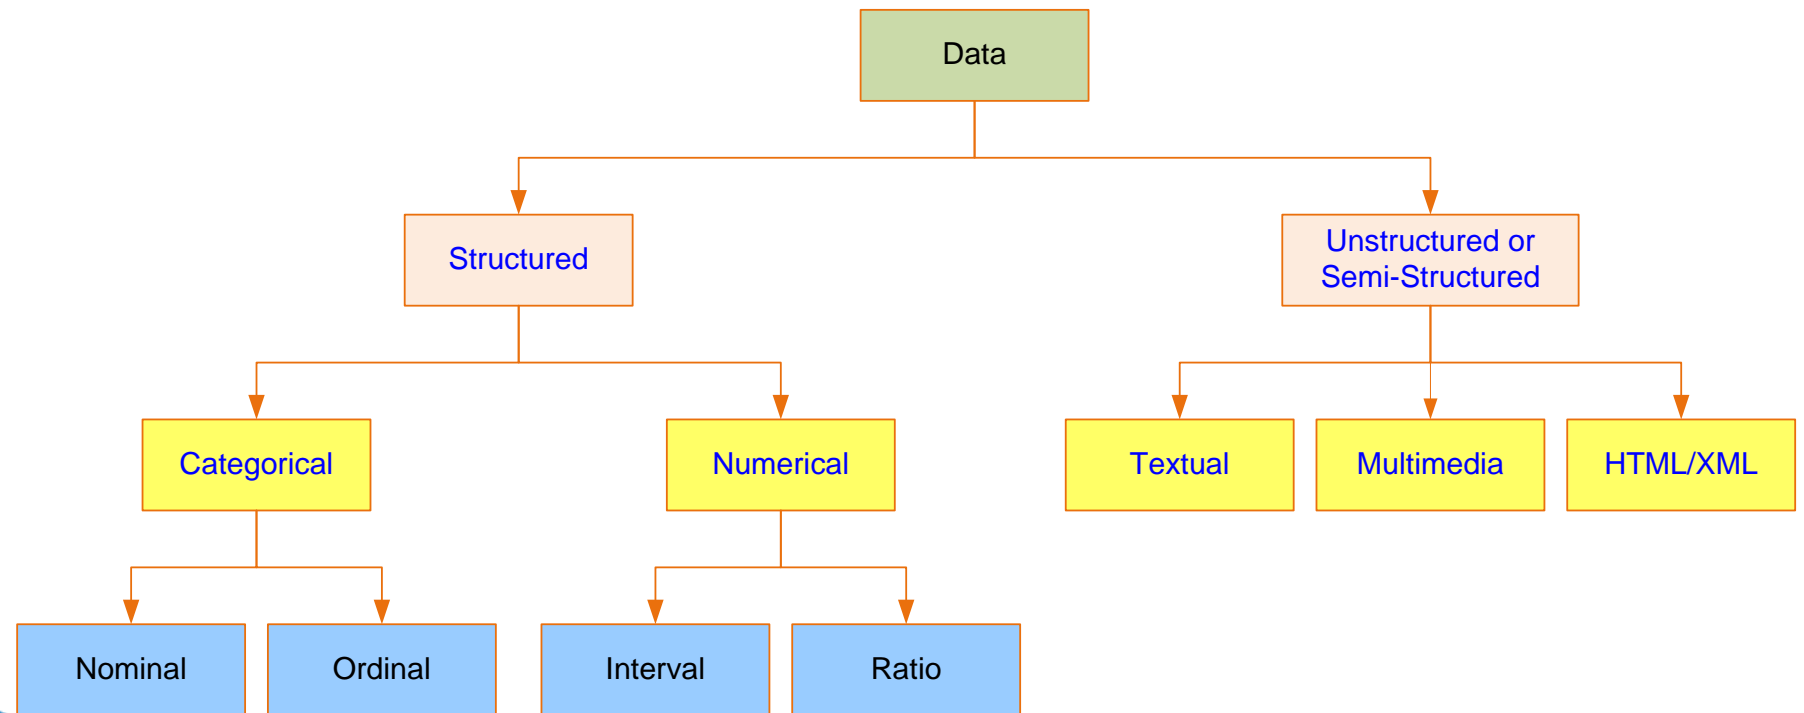 Data
Structured
Unstructured or
Semi-Structured
Categorical
Numerical
Textual
Multimedia
HTML/XML
Nominal
Ordinal
Interval
Ratio